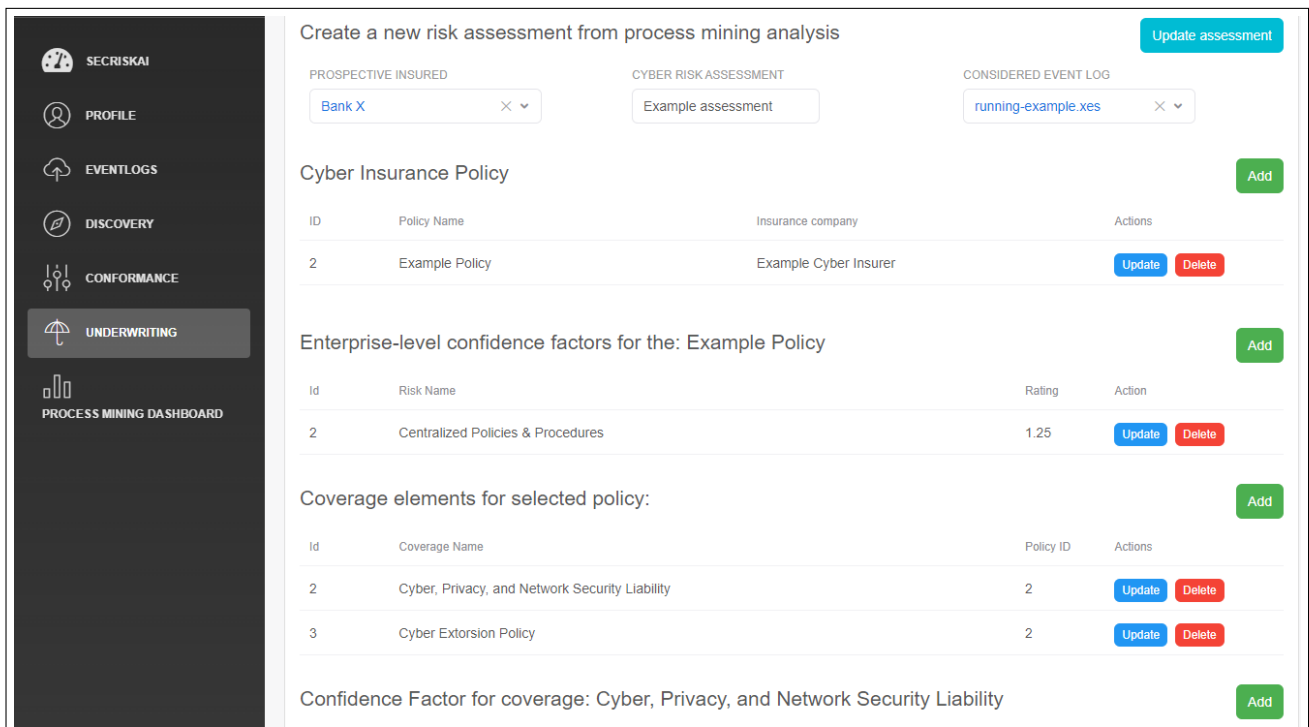 Create a new risk assessment from process mining analysis
Update assessment
SECRISKAI
PROFILE
EVENTLOGS
DISCOVERY
CONFORMANCE
UNDERWRITING
PROCESS MINING DASHBOARD
PROSPECTIVE INSURED CYBER RISK ASSESSMENT CONSIDERED EVENT LOG
Bank X Example assessment running-example.xes
Cyber Insurance Policy Add
ID Policy Name Insurance company Actions
2 Example Policy Example Cyber Insurer Update Delete
Enterprise-level confidence factors for the: Example Policy Add
Id Risk Name Rating Action
2 Centralized Policies & Procedures 1.25 Update Delete
Coverage elements for selected policy: Add
Id Coverage Name Policy ID Actions
2 Cyber, Privacy, and Network Security Liability 2 Update Delete
3 Cyber Extorsion Policy 2 Update Delete
Confidence Factor for coverage: Cyber, Privacy, and Network Security Liability Add